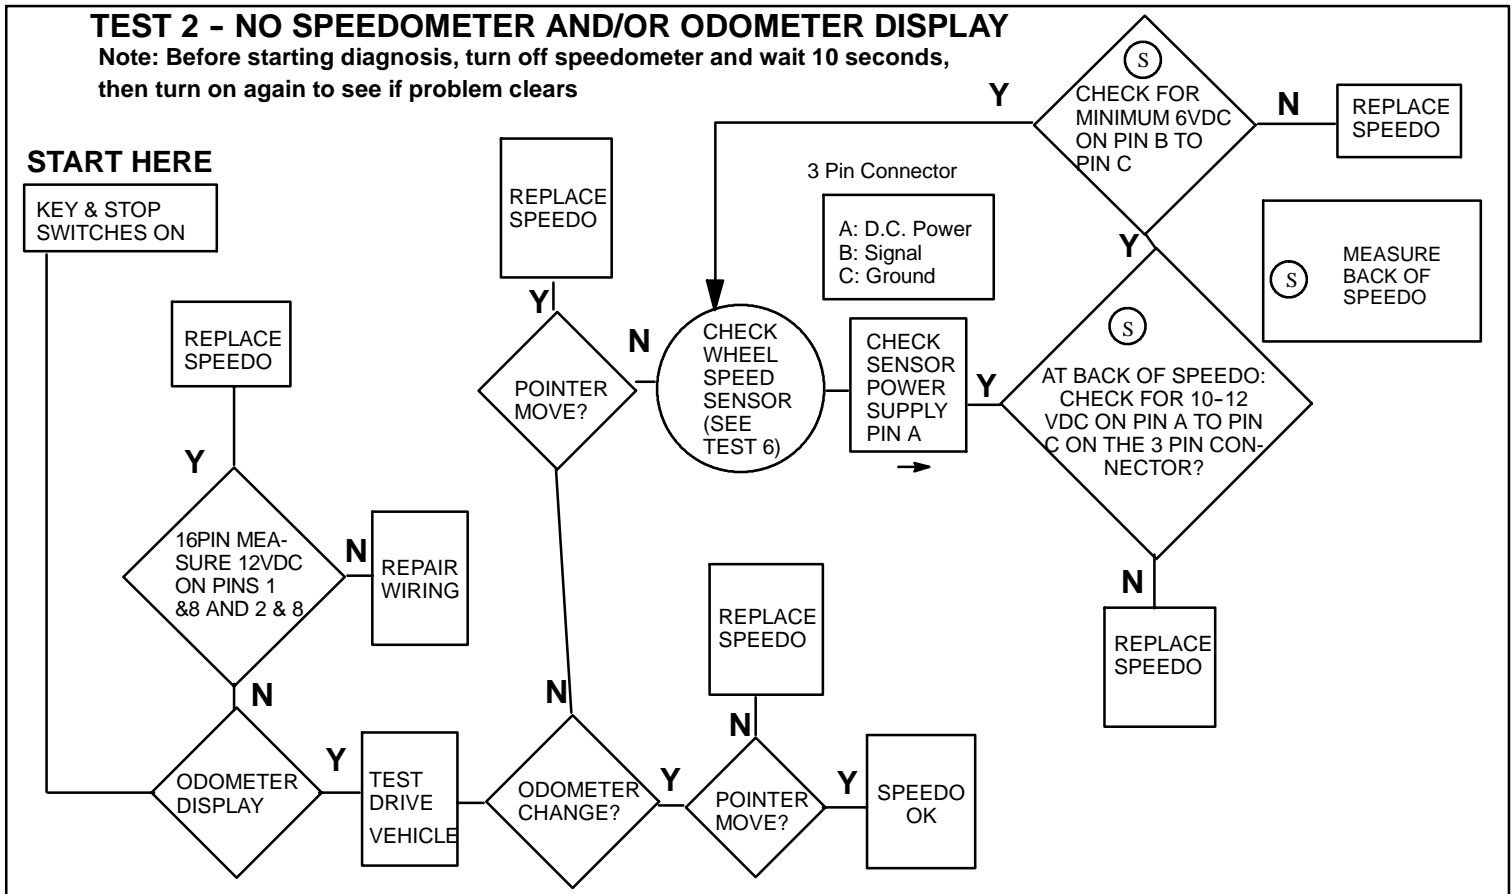 TEST 2 – NO SPEEDOMETER AND/OR ODOMETER DISPLAY
Note: Before starting diagnosis, turn off speedometer and wait 10 seconds,
then turn on again to see if problem clears
START HERE
KEY & STOP
SWITCHES ON
REPLACE
SPEEDO
Y
16PIN MEA-
SURE 12VDC
ON PINS 1
&8 AND 2 & 8
N
REPAIR
WIRING
N
ODOMETER
DISPLAY
Y
TEST
DRIVE
VEHICLE
ODOMETER
CHANGE?
N
Y
POINTER
MOVE?
N
REPLACE
SPEEDO
Y
SPEEDO
OK
REPLACE
SPEEDO
Y
POINTER
MOVE?
N
CHECK
WHEEL
SPEED
SENSOR
(SEE
TEST 6)
3 Pin Connector
A: D.C. Power
B: Signal
C: Ground
CHECK
SENSOR
POWER
SUPPLY
PIN A
Y
S
AT BACK OF SPEEDO:
CHECK FOR 10–12
VDC ON PIN A TO PIN
C ON THE 3 PIN CON-
NECTOR?
N
REPLACE
SPEEDO
Y
S
CHECK FOR
MINIMUM 6VDC
ON PIN B TO
PIN C
Y
N
REPLACE
SPEEDO
S
MEASURE
BACK OF
SPEEDO